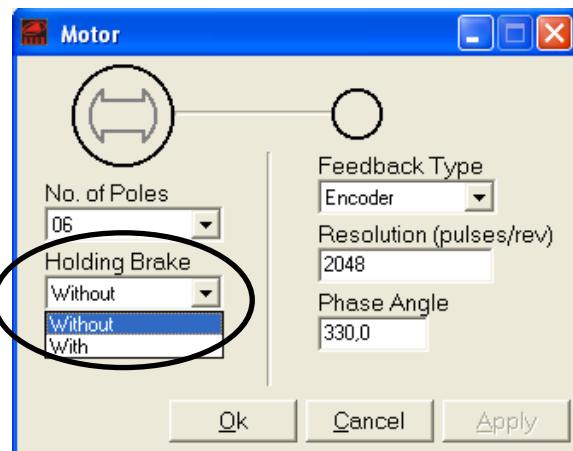 Motor
No. of Poles
06
Holding Brake
Without
Without
With
Feedback Type
Encoder
Resolution (pulses/rev)
2048
Phase Angle
330,0
Ok
Cancel
Apply